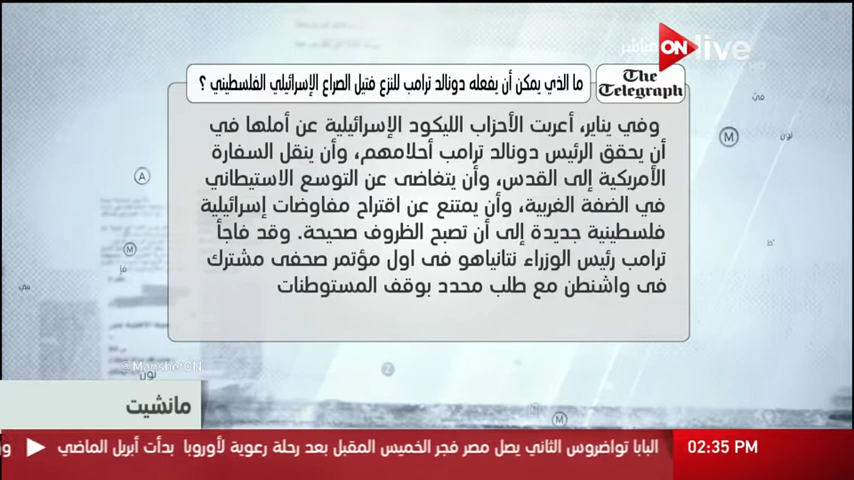 مباشر ON live
The Telegraph
ما الذي يمكن أن يفعله دونالد ترامب للنزع فتيل الصراع الإسرائيلي الفلسطيني ؟
وفي يناير، أعربت الأحزاب الليكود الإسرائيلية عن أملها في
أن يحقق الرئيس دونالد ترامب أحلامهم، وأن ينقل السفارة
الأمريكية إلى القدس، وأن يتغاضى عن التوسع الاستيطاني
في الضفة الغربية، وأن يمتنع عن اقتراح مفاوضات إسرائيلية
فلسطينية جديدة إلى أن تصبح الظروف صحيحة. وقد فاجأ
ترامب رئيس الوزراء نتانياهو فى اول مؤتمر صحفى مشترك
فى واشنطن مع طلب محدد بوقف المستوطنات
@ManshetON
مانشيت
البابا تواضروس الثاني يصل مصر فجر الخميس المقبل بعد رحلة رعوية لأوروبا بدأت أبريل الماضي
02:35 PM